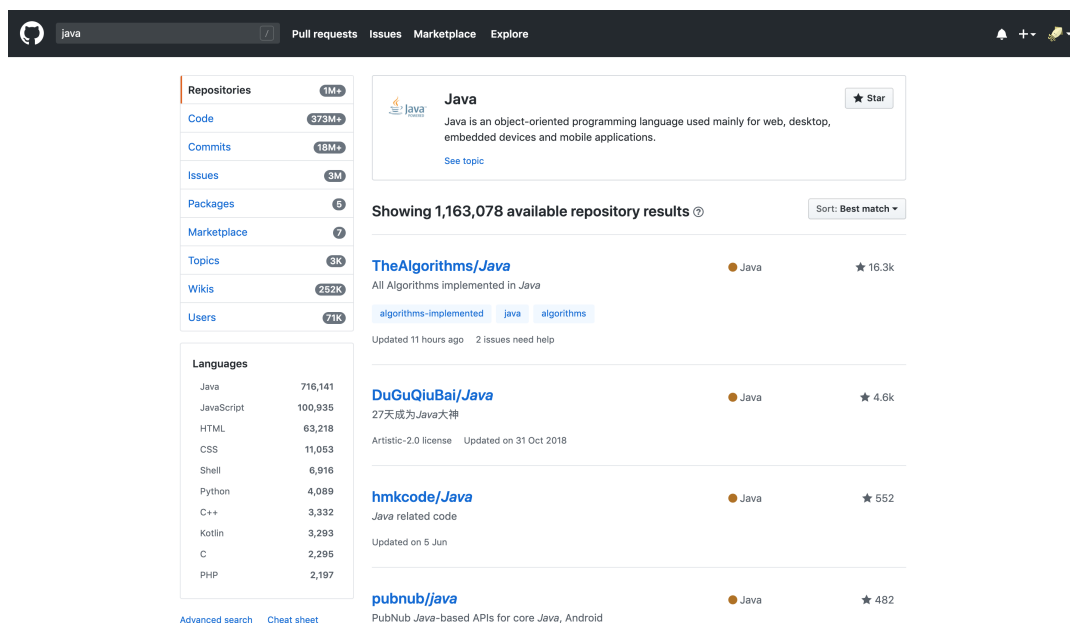 java /
Pull requests Issues Marketplace Explore
Repositories 1M+
Code 373M+
Commits 18M+
Issues 3M
Packages 5
Marketplace 7
Topics 3K
Wikis 252K
Users 71K
Languages
Java 716,141
JavaScript 100,935
HTML 63,218
CSS 11,053
Shell 6,916
Python 4,089
C++ 3,332
Kotlin 3,293
C 2,295
PHP 2,197
Advanced search Cheat sheet
Java
Java
Star
Java is an object-oriented programming language used mainly for web, desktop,
embedded devices and mobile applications.
See topic
Showing 1,163,078 available repository results ?
Sort: Best match
TheAlgorithms/Java
Java 16.3k
All Algorithms implemented in Java
algorithms-implemented java algorithms
Updated 11 hours ago 2 issues need help
DuGuQiuBai/Java
Java 4.6k
27天成为Java大神
Artistic-2.0 license Updated on 31 Oct 2018
hmkcode/Java
Java 552
Java related code
Updated on 5 Jun
pubnub/java
Java 482
PubNub Java-based APIs for core Java, Android